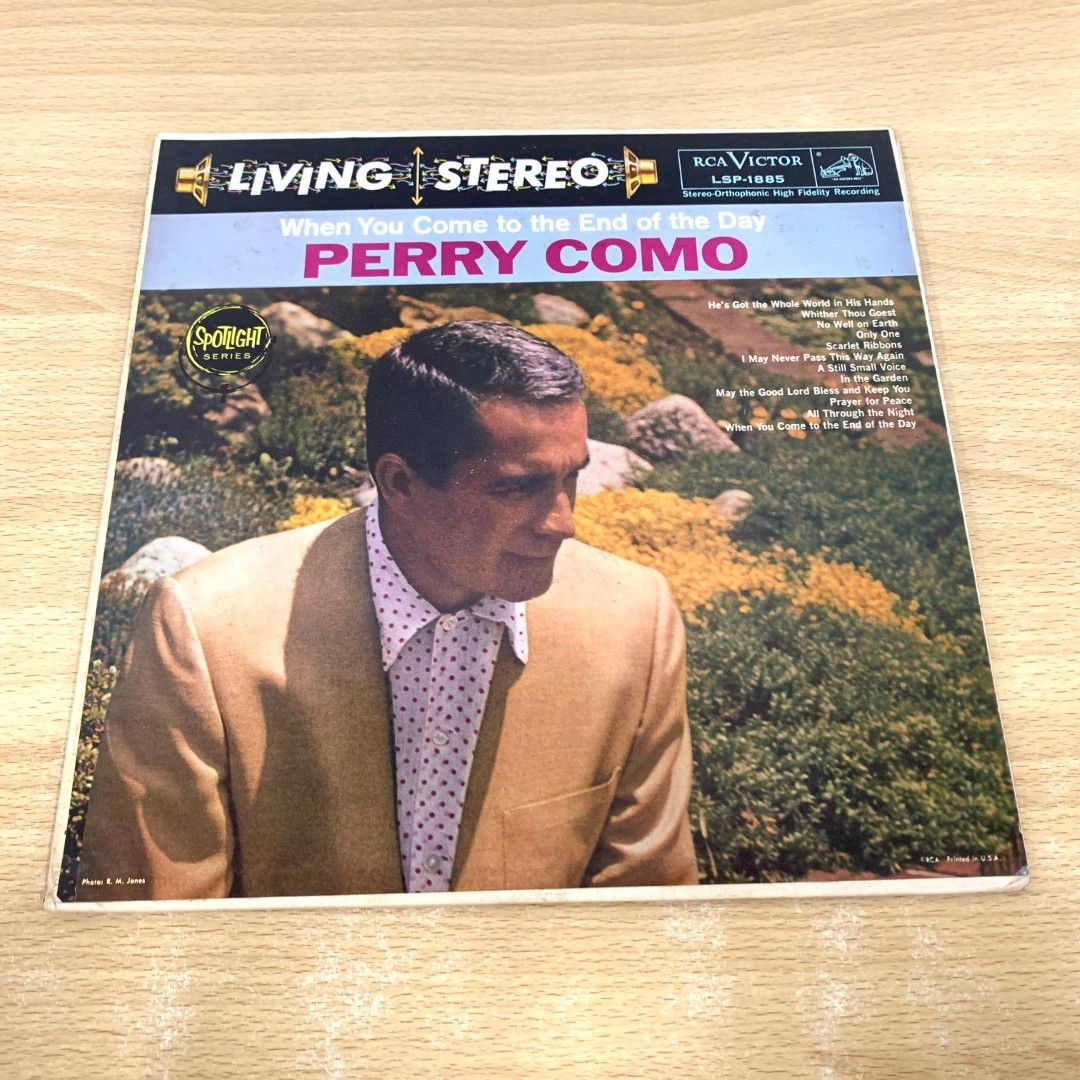 LIVING STEREO
RCA VICTOR
LSP-1885
"HIS MASTER'S VOICE"
Stereo-Orthophonic High Fidelity Recording
When You Come to the End of the Day
PERRY COMO
SPOTLIGHT
SERIES
He's Got the Whole World in His Hands
Whither Thou Goest
No Well on Earth
Only One
Scarlet Ribbons
I May Never Pass This Way Again
A Still Small Voice
In the Garden
May the Good Lord Bless and Keep You
Prayer for Peace
All Through the Night
When You Come to the End of the Day
Photo: R. M. Jones
©RCA Printed in U.S.A.